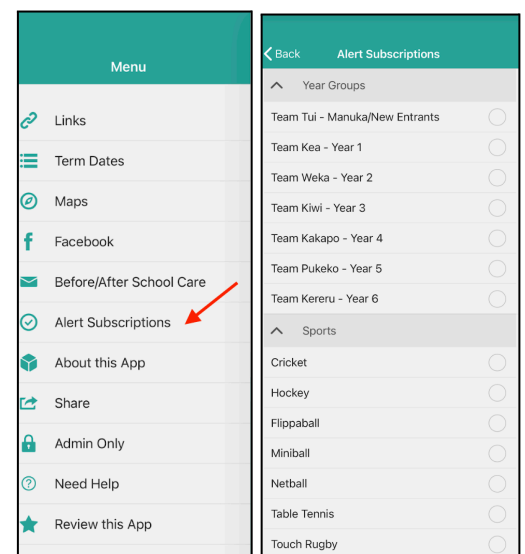 Menu
Links
Term Dates
Maps
Facebook
Before/After School Care
Alert Subscriptions
About this App
Share
Admin Only
Need Help
Review this App
Back
Alert Subscriptions
Year Groups
Team Tui - Manuka/New Entrants
Team Kea - Year 1
Team Weka - Year 2
Team Kiwi - Year 3
Team Kakapo - Year 4
Team Pukeko - Year 5
Team Kereru - Year 6
Sports
Cricket
Hockey
Flippaball
Miniball
Netball
Table Tennis
Touch Rugby